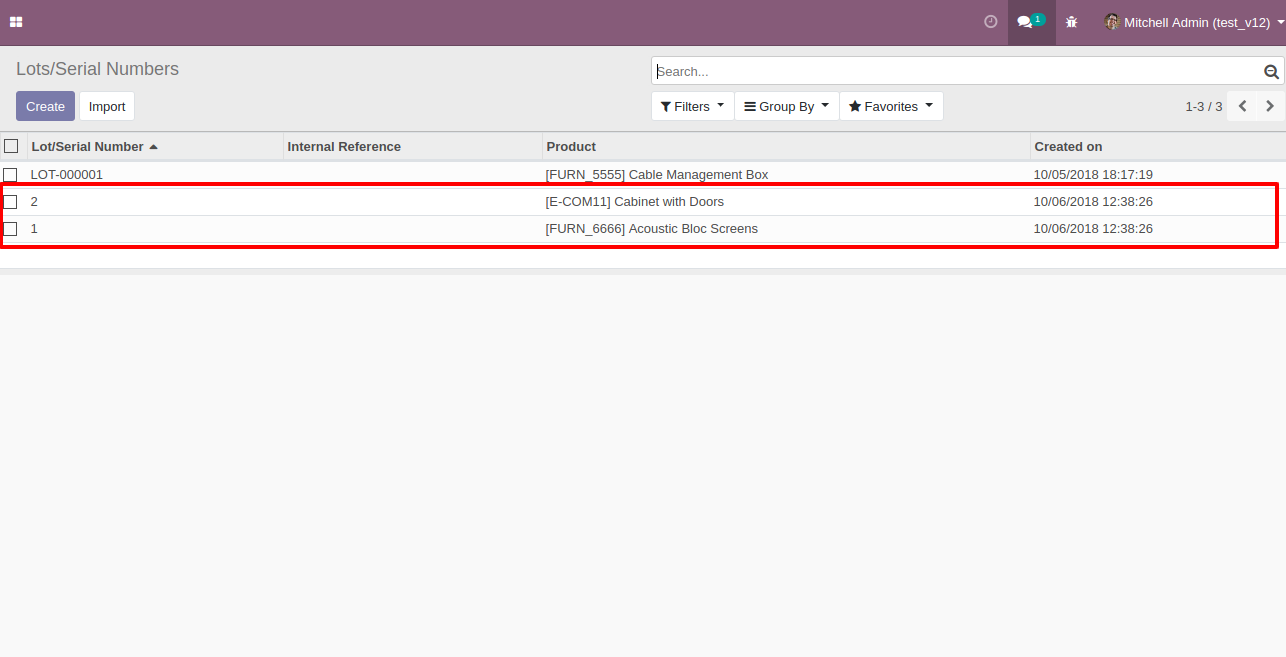 1 Mitchell Admin (test_v12)
Lots/Serial Numbers
Search...
Create Import Filters Group By Favorites 1-3 / 3
Lot/Serial Number Internal Reference Product Created on
LOT-000001 [FURN_5555] Cable Management Box 10/05/2018 18:17:19
2 [E-COM11] Cabinet with Doors 10/06/2018 12:38:26
1 [FURN_6666] Acoustic Bloc Screens 10/06/2018 12:38:26